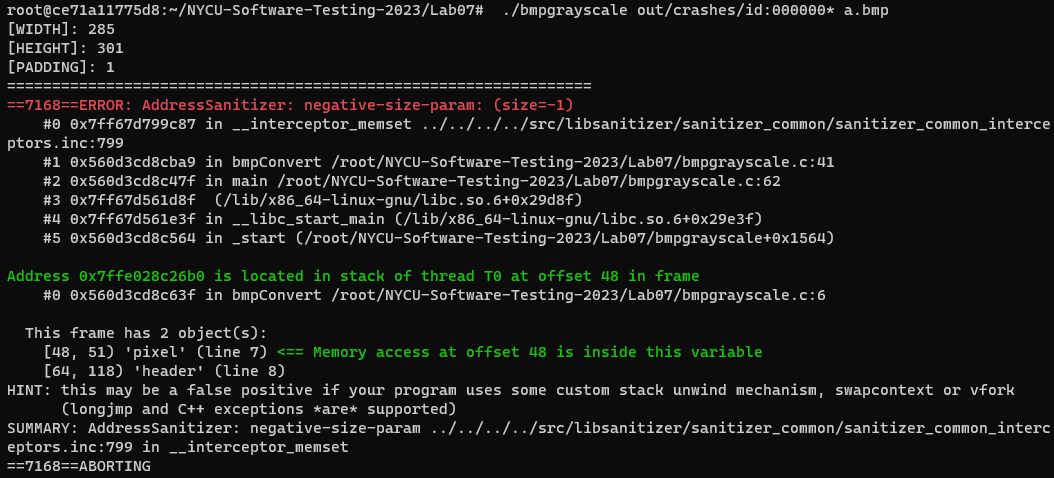 root@ce71a11775d8:~/NYCU-Software-Testing-2023/Lab07#  ./bmpgrayscale out/crashes/id:000000* a.bmp
[WIDTH]: 285
[HEIGHT]: 301
[PADDING]: 1
=================================================================
==7168==ERROR: AddressSanitizer: negative-size-param: (size=-1)
    #0 0x7ff67d799c87 in __interceptor_memset ../../../../src/libsanitizer/sanitizer_common/sanitizer_common_interce
ptors.inc:799
    #1 0x560d3cd8cba9 in bmpConvert /root/NYCU-Software-Testing-2023/Lab07/bmpgrayscale.c:41
    #2 0x560d3cd8c47f in main /root/NYCU-Software-Testing-2023/Lab07/bmpgrayscale.c:62
    #3 0x7ff67d561d8f  (/lib/x86_64-linux-gnu/libc.so.6+0x29d8f)
    #4 0x7ff67d561e3f in __libc_start_main (/lib/x86_64-linux-gnu/libc.so.6+0x29e3f)
    #5 0x560d3cd8c564 in _start (/root/NYCU-Software-Testing-2023/Lab07/bmpgrayscale+0x1564)

Address 0x7ffe028c26b0 is located in stack of thread T0 at offset 48 in frame
    #0 0x560d3cd8c63f in bmpConvert /root/NYCU-Software-Testing-2023/Lab07/bmpgrayscale.c:6

  This frame has 2 object(s):
    [48, 51) 'pixel' (line 7) <== Memory access at offset 48 is inside this variable
    [64, 118) 'header' (line 8)
HINT: this may be a false positive if your program uses some custom stack unwind mechanism, swapcontext or vfork
      (longjmp and C++ exceptions *are* supported)
SUMMARY: AddressSanitizer: negative-size-param ../../../../src/libsanitizer/sanitizer_common/sanitizer_common_interc
eptors.inc:799 in __interceptor_memset
==7168==ABORTING